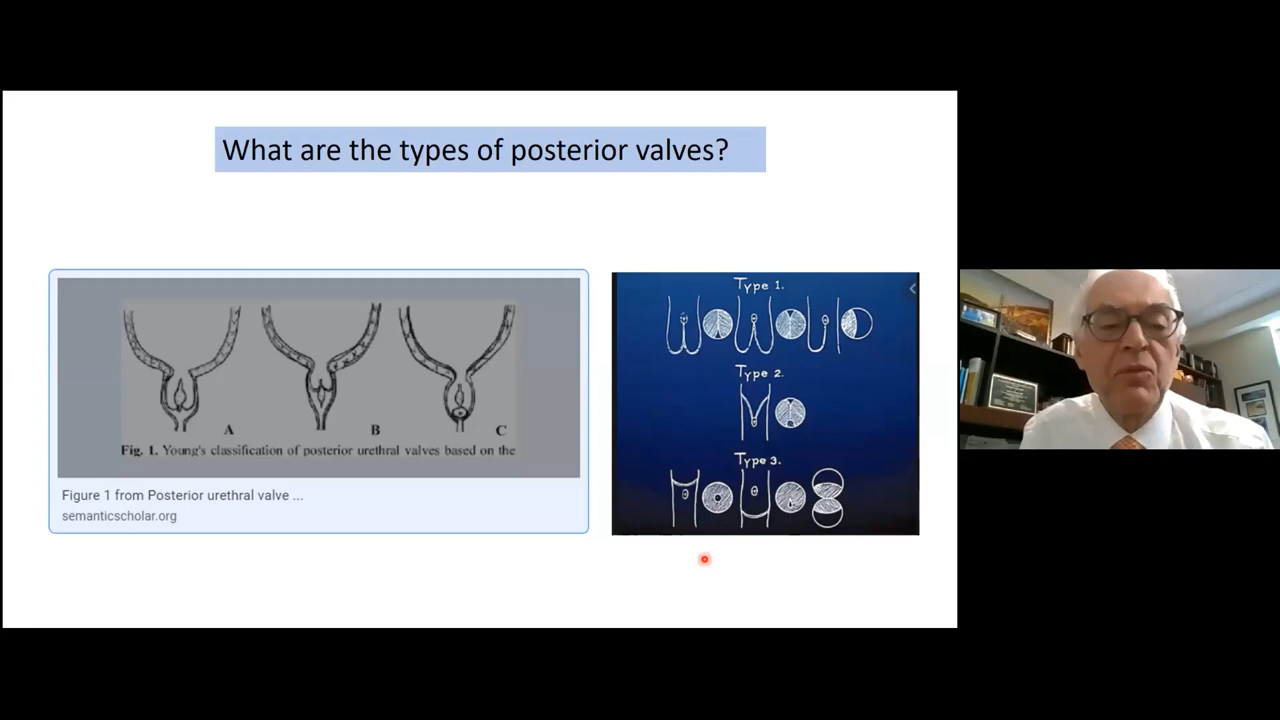 What are the types of posterior valves?
A B C
Fig. 1. Young's classification of posterior urethral valves based on the
Figure 1 from Posterior urethral valve ...
semanticscholar.org
Type 1.
Type 2.
Type 3.